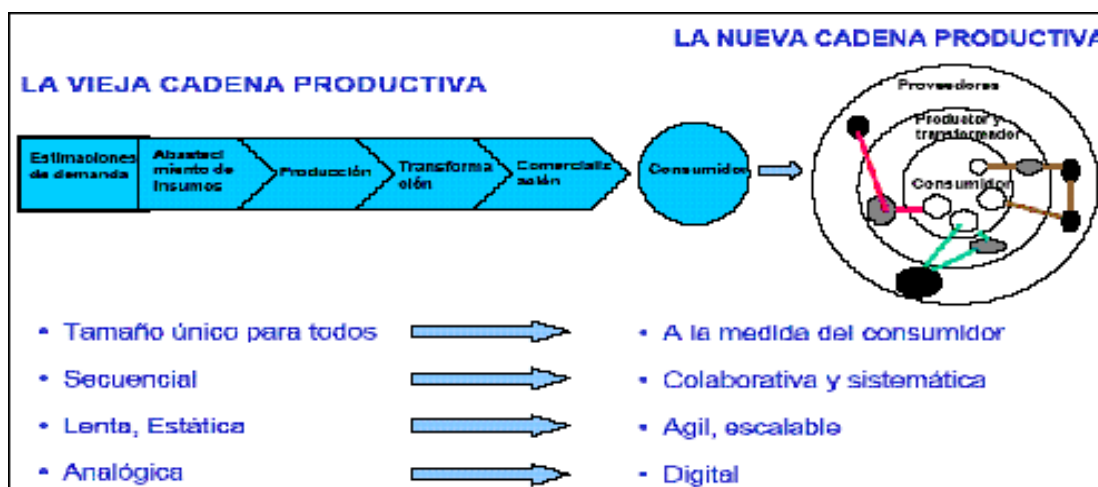 LA NUEVA CADENA PRODUCTIVA
LA VIEJA CADENA PRODUCTIVA
Estimaciones
de demanda
Abasteci
miento de
Insumos
Producción
Transforma
ción
Comercializ
ación
Consumidor
Proveedores
Productor y
transformador
Consumidor
• Tamaño único para todos
• A la medida del consumidor
• Secuencial
• Colaborativa y sistemática
• Lenta, Estática
• Agil, escalable
• Analógica
• Digital